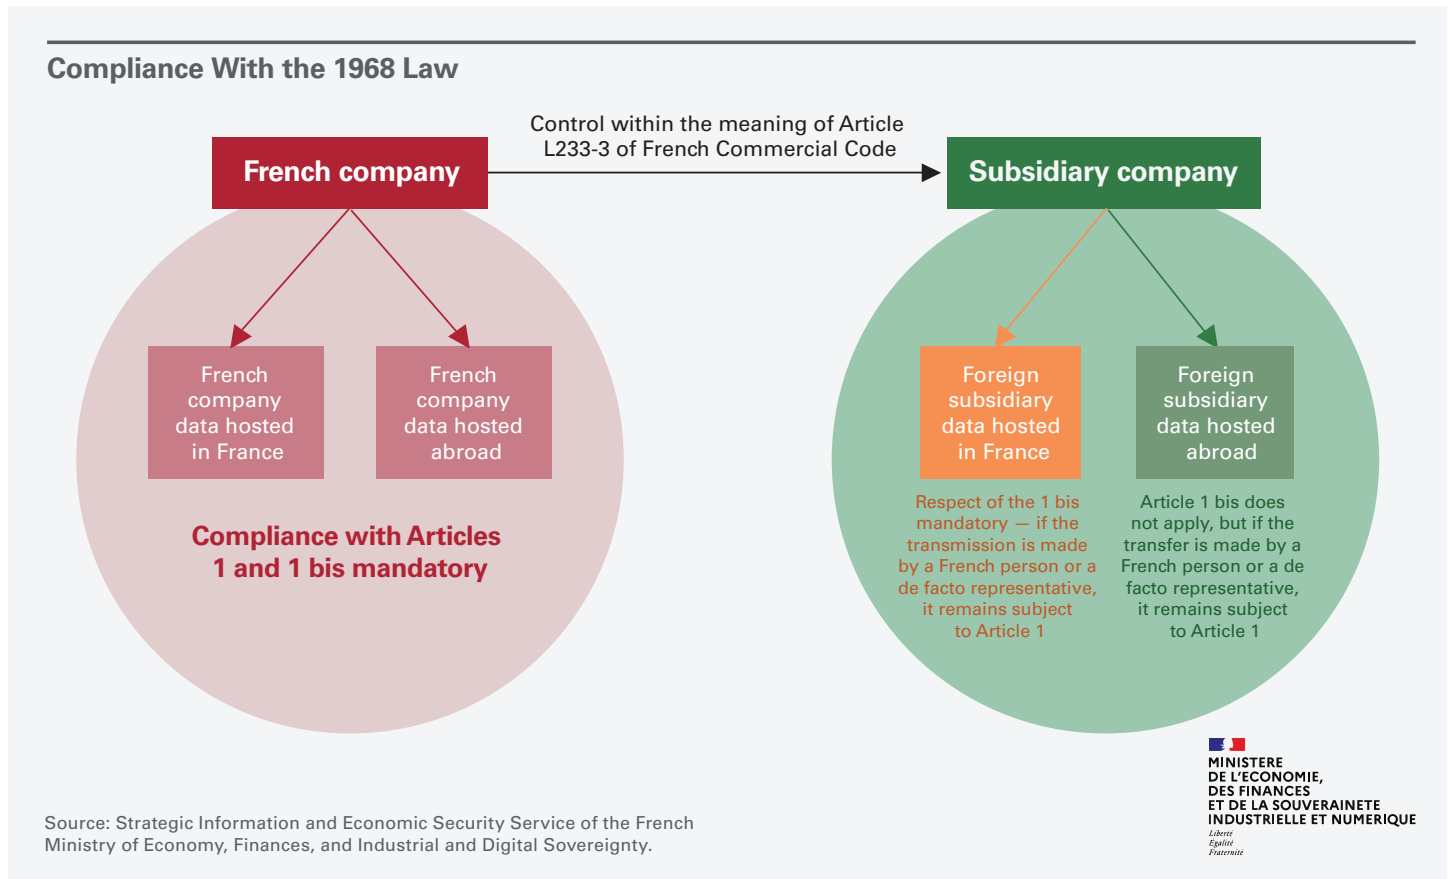 Compliance With the 1968 Law
Control within the meaning of Article
L233-3 of French Commercial Code
French company
Subsidiary company
French
company
data hosted
in France
French
company
data hosted
abroad
Compliance with Articles
1 and 1 bis mandatory
Foreign
subsidiary
data hosted
in France
Foreign
subsidiary
data hosted
abroad
Respect of the 1 bis
mandatory — if the
transmission is made
by a French person or a
de facto representative,
it remains subject
to Article 1
Article 1 bis does
not apply, but if the
transfer is made by a
French person or a de
facto representative,
it remains subject
to Article 1
MINISTERE
DE L'ECONOMIE,
DES FINANCES
ET DE LA SOUVERAINETE
INDUSTRIELLE ET NUMERIQUE
Liberté
Égalité
Fraternité
Source: Strategic Information and Economic Security Service of the French
Ministry of Economy, Finances, and Industrial and Digital Sovereignty.